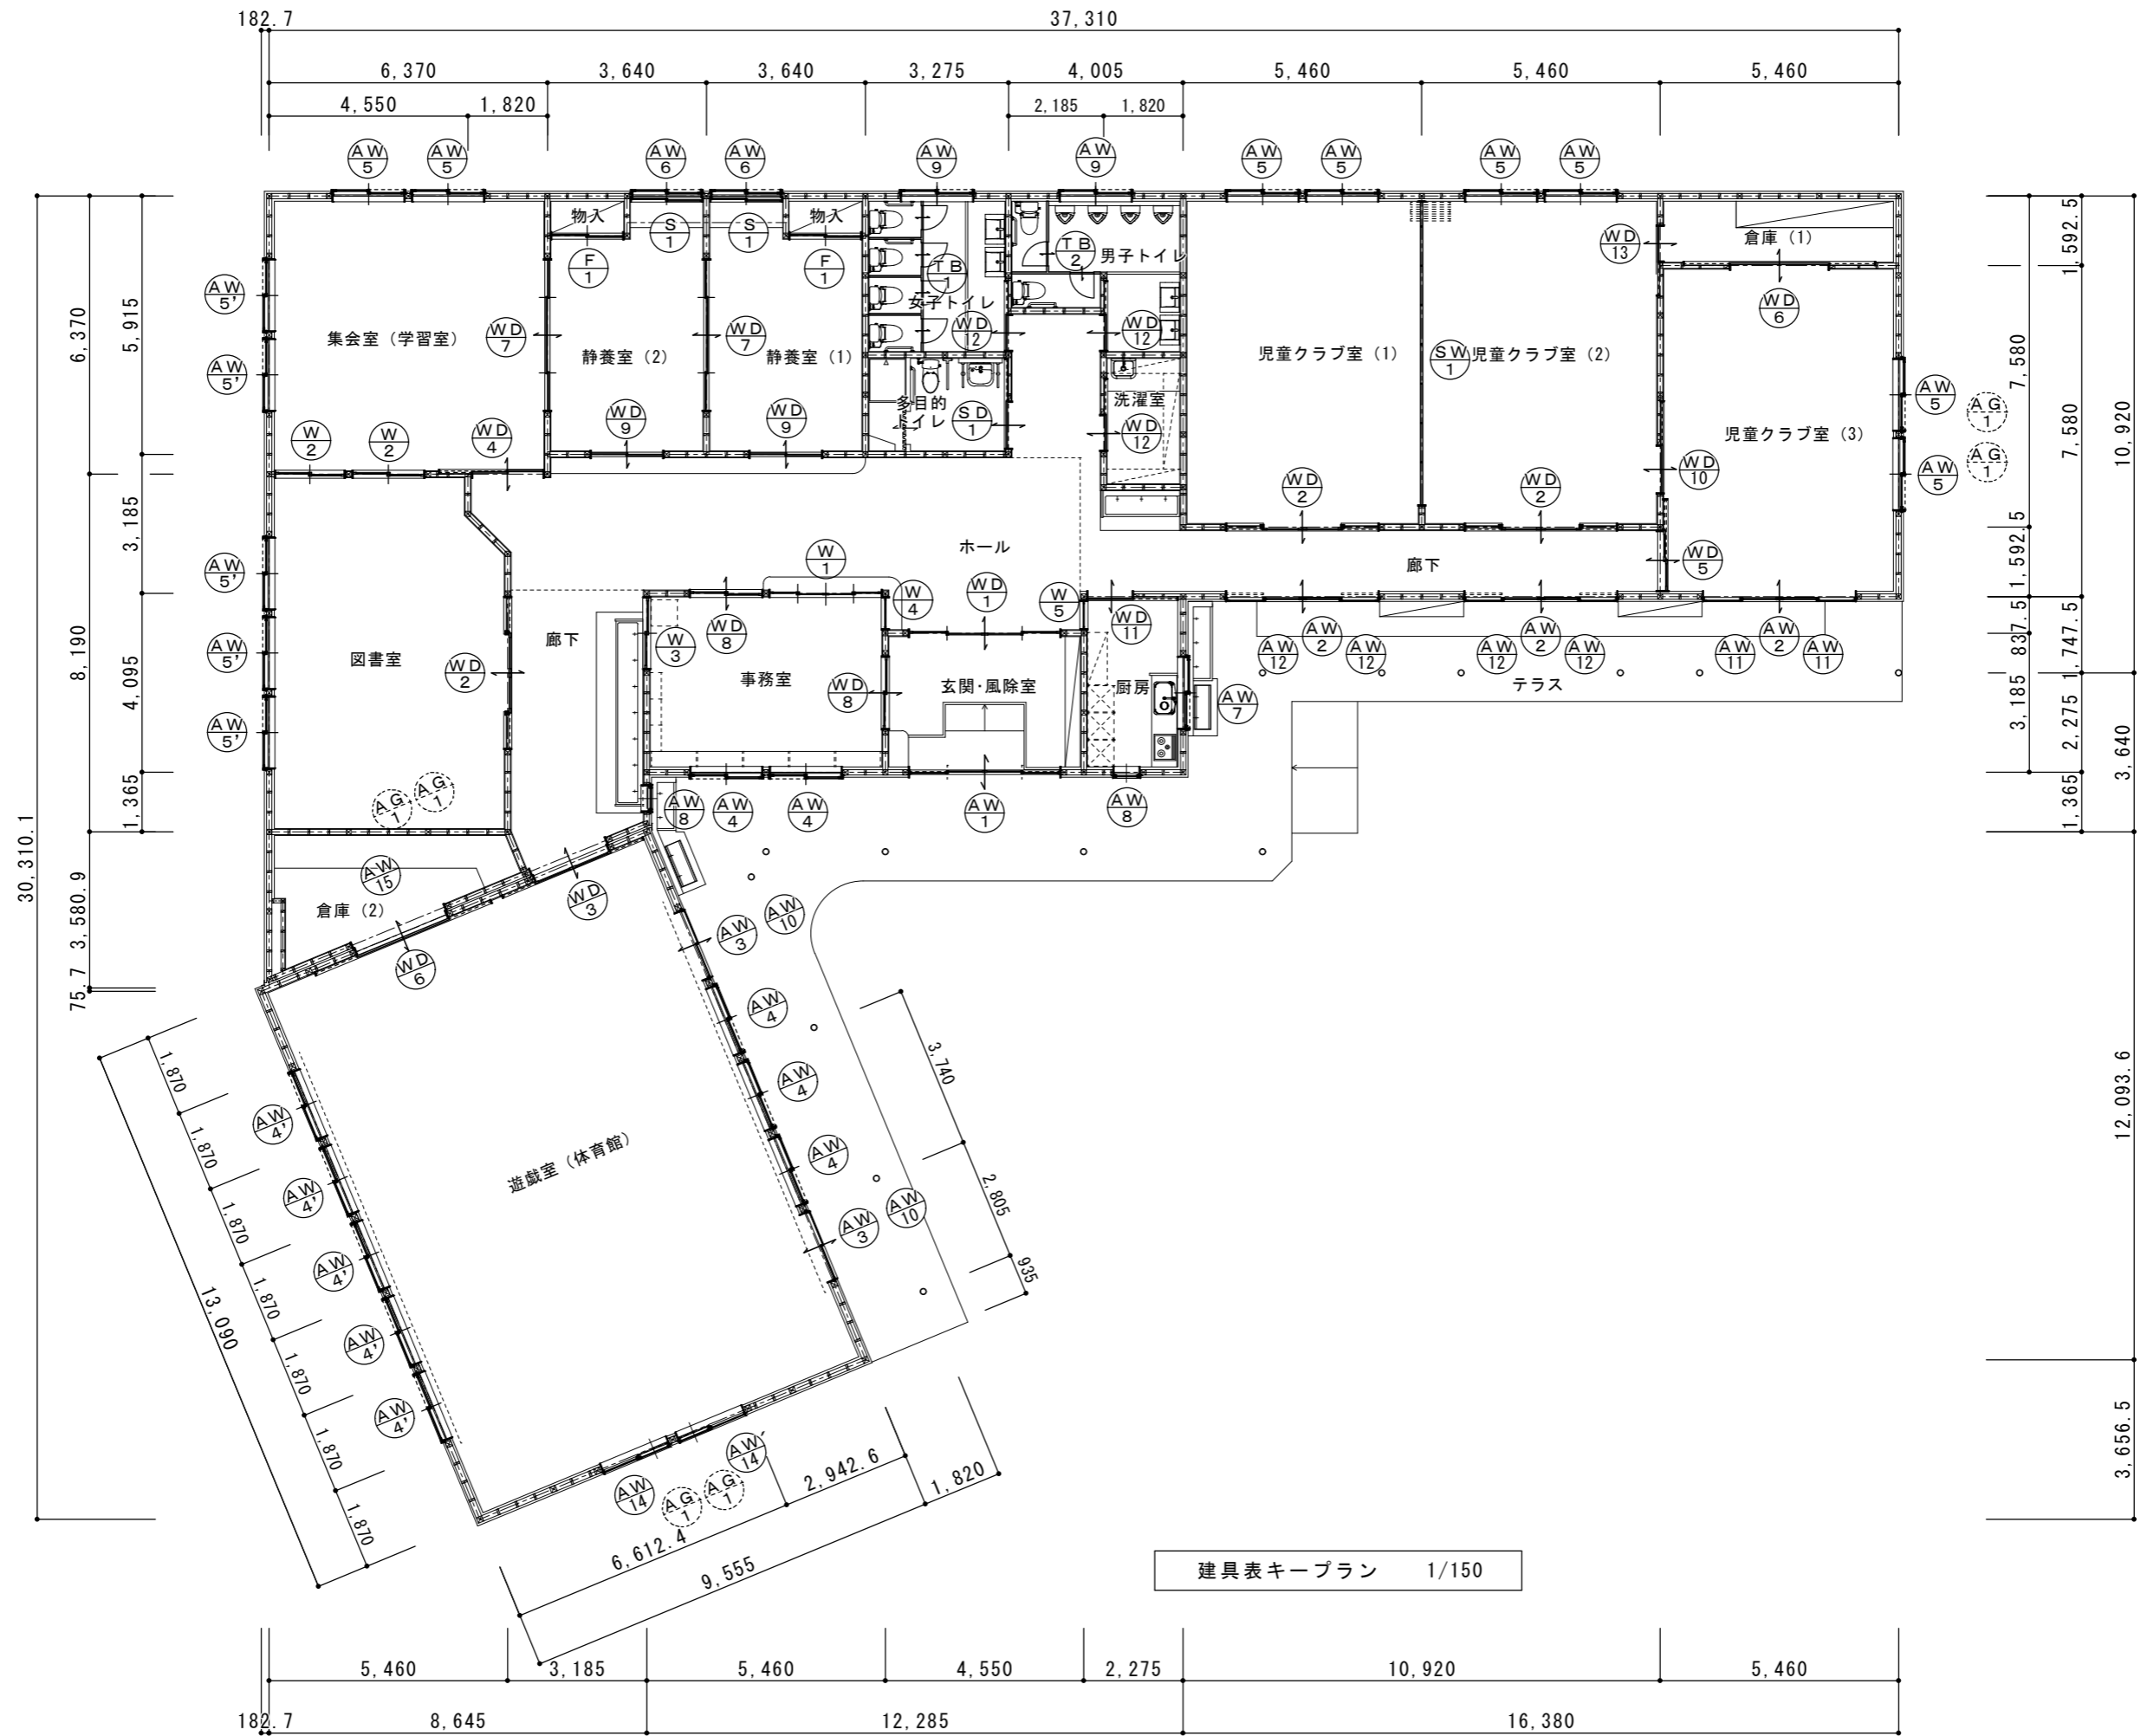 182.7 37,310
6,370 3,640 3,640 3,275 4,005 5,460 5,460 5,460
4,550 1,820 2,185 1,820
AW 5 AW 5 AW 6 AW 6 AW 9 AW 9 AW 5 AW 5 AW 5 AW 5
物入 S 1 S 1 物入
F 1 F 1
TB 1 TB 2 男子トイレ
女子トイレ
WD 13 倉庫（1）
AW 5'
WD 6
集会室（学習室） WD 7 静養室（2） WD 7 静養室（1） WD 12 WD 12 児童クラブ室（1） SW 1 児童クラブ室（2）
AW 5'
多目的
トイレ
SD 1
洗濯室
WD 12
AW 5 AG 1
児童クラブ室（3）
AW 5 AG 1
W 2 W 2 WD 4 WD 9 WD 9
WD 10
WD 2 WD 2
ホール
廊下
WD 5
AW 5'
W 1
W 4 WD 1 W 5
WD 8 WD 11
W 3
廊下
AW 5'
図書室 WD 2
事務室 WD 8 玄関・風除室 厨房
AW 7
AW 12 AW 2 AW 12 AW 12 AW 2 AW 12 AW 11 AW 2 AW 11
テラス
AW 5'
AG 1 AG 1
AW 8 AW 4 AW 4 AW 1 AW 8
AW 15
倉庫（2）
WD 3
WD 6
AW 3 AW 10
AW 4
AW 4
AW 4
AW 3 AW 10
遊戯室（体育館）
AW 4'
AW 4'
AW 4'
AW 4'
AW 4'
AW 14 AG 1 AG 1 AW' 14
30,310.1
6,370 8,190 3,580.9 75.7
5,915 3,185 4,095 1,365
7,580 1,592.5 837.5 3,185
1,592.5 7,580 1,747.5 2,275 1,365
10,920 3,640 12,093.6 3,656.5
13,090
1,870
1,870
1,870
1,870
1,870
1,870
1,870
3,740
2,805
935
6,612.4 2,942.6 1,820
9,555
建具表キープラン 1/150
5,460 3,185 5,460 4,550 2,275 10,920 5,460
182.7 8,645 12,285 16,380